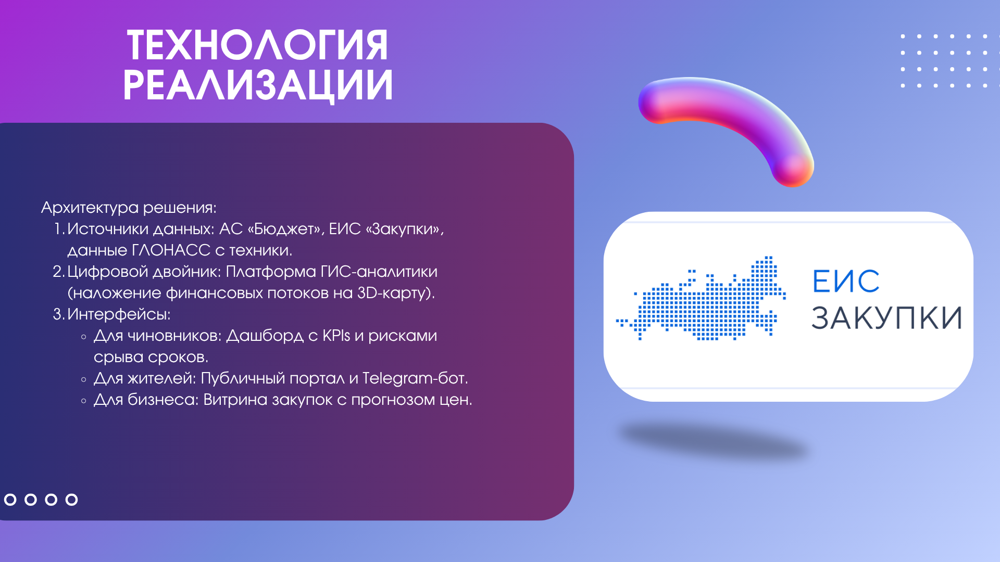 ТЕХНОЛОГИЯ
РЕАЛИЗАЦИИ
Архитектура решения:
1. Источники данных: АС «Бюджет», ЕИС «Закупки»,
данные ГЛОНАСС с техники.
2. Цифровой двойник: Платформа ГИС-аналитики
(наложение финансовых потоков на 3D-карту).
3. Интерфейсы:
◦ Для чиновников: Дашборд с KPIs и рисками
срыва сроков.
◦ Для жителей: Публичный портал и Telegram-бот.
◦ Для бизнеса: Витрина закупок с прогнозом цен.
ЕИС
ЗАКУПКИ